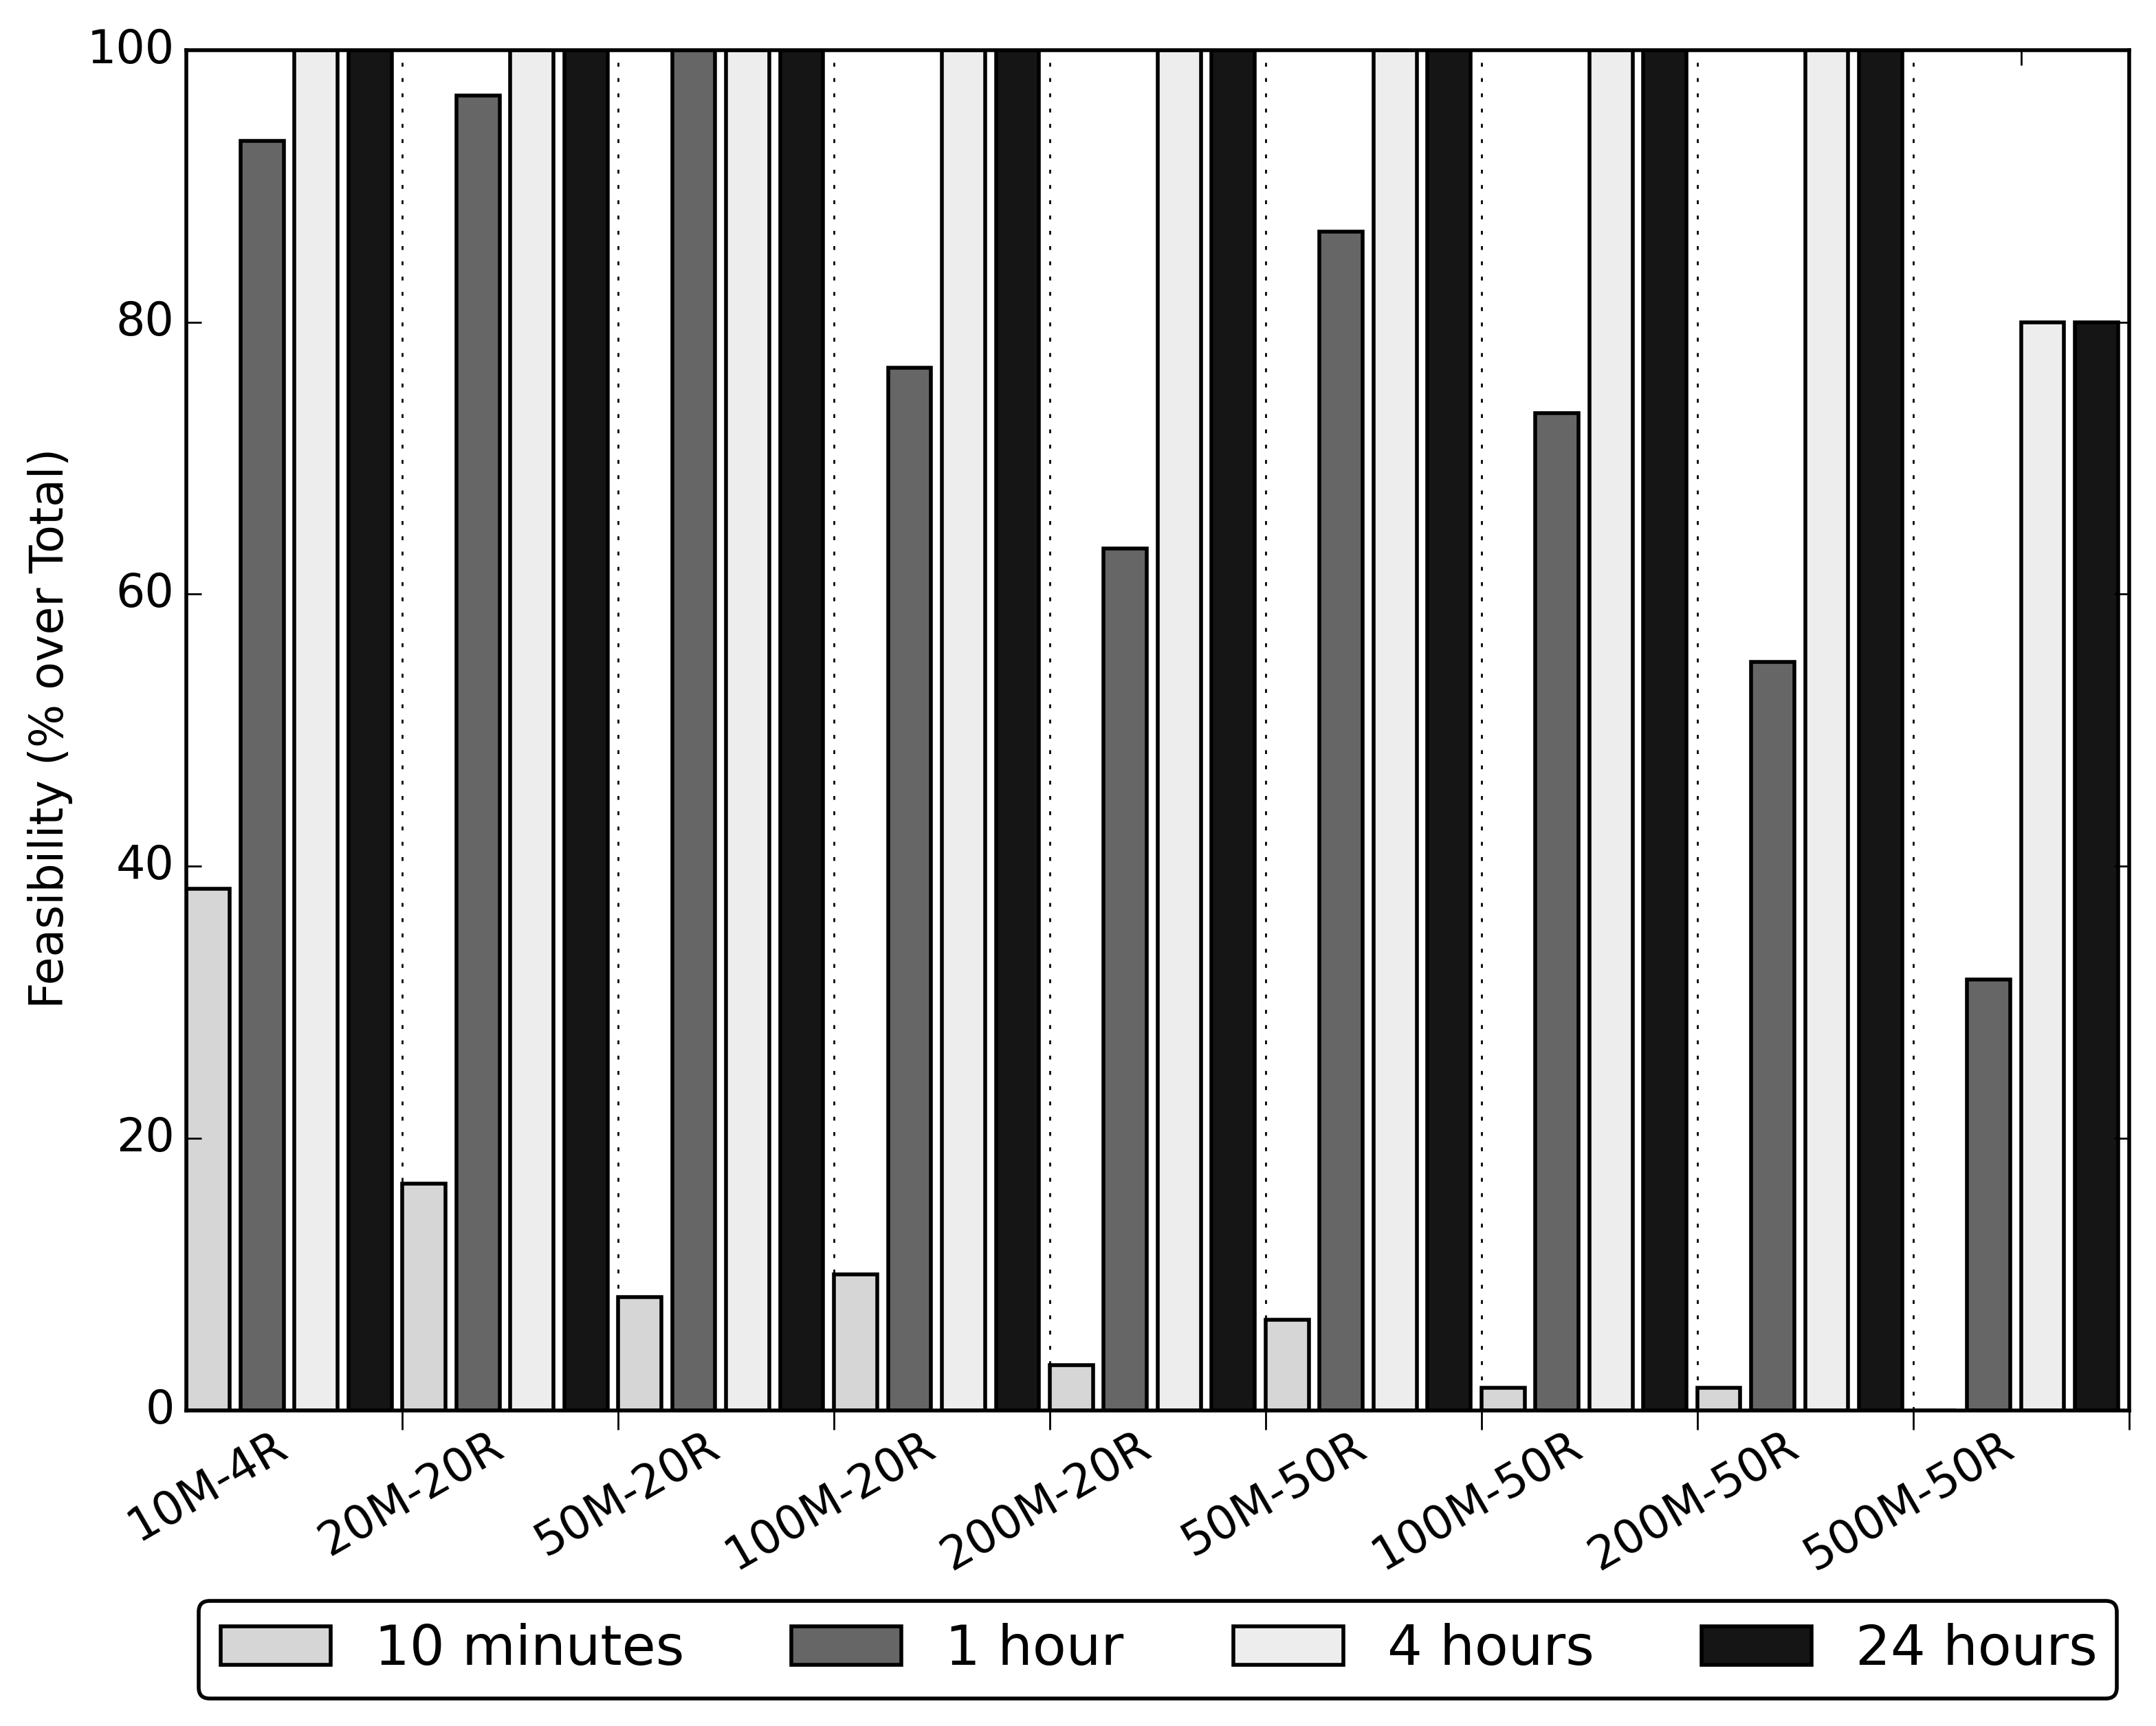 Feasibility (% over Total)
100
80
60
40
20
0
10M-4R
20M-20R
50M-20R
100M-20R
200M-20R
50M-50R
100M-50R
200M-50R
500M-50R
10 minutes
1 hour
4 hours
24 hours